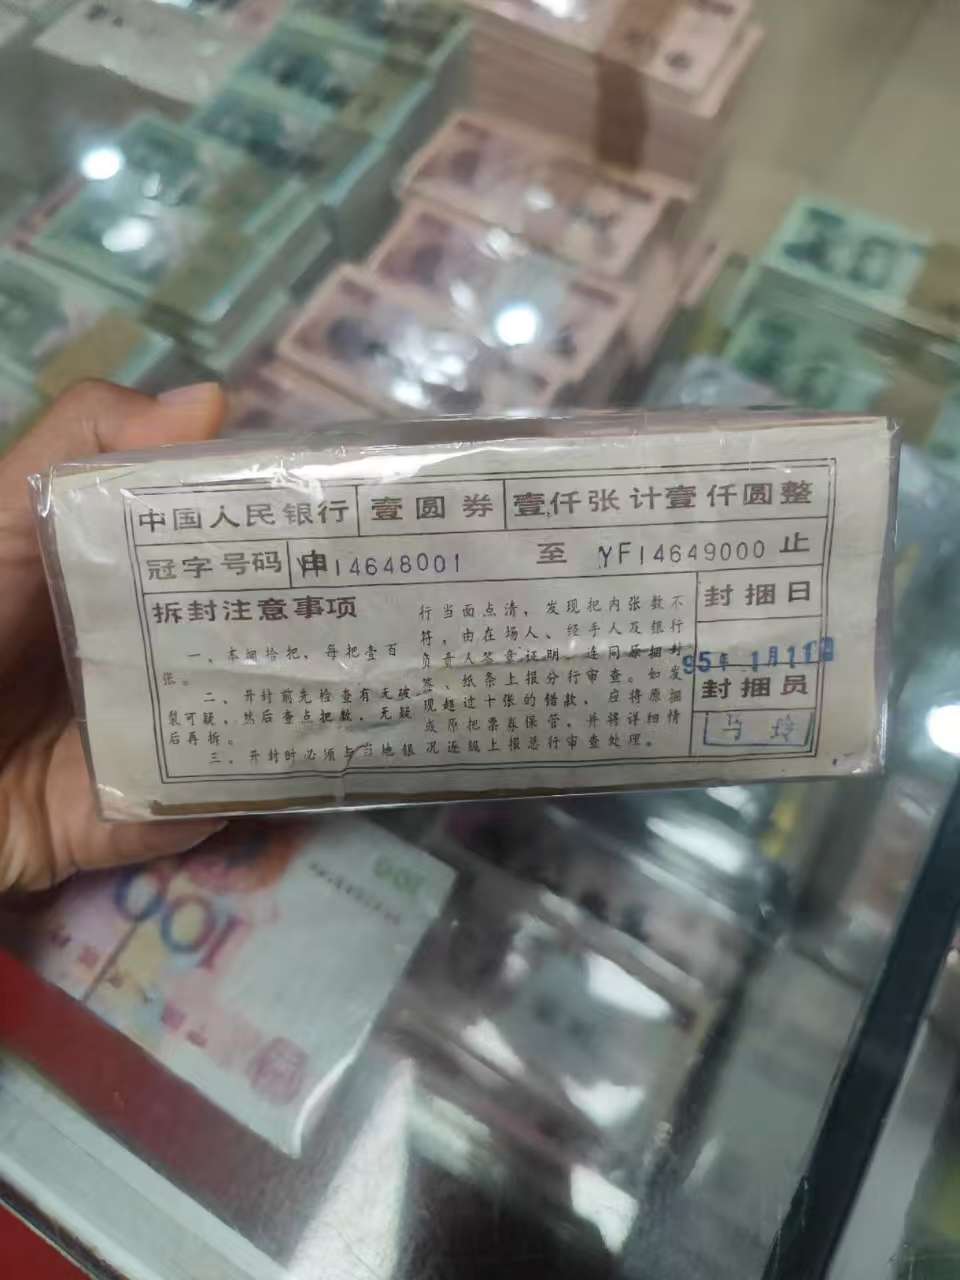 中国人民银行 壹圆券 壹仟张计壹仟圆整
冠字号码 YF14648001 至 YF14649000 止
拆封注意事项
一、本捆拾把，每把壹百
张。
二、开封前先检查有无破
裂可疑，然后查点把数，无疑
后再拆。
三、开封时必须与当地银
行当面点清，发现把内张数不
符，由在场人、经手人及银行
负责人签章证明，连同原捆封
签、纸条上报分行审查。如发
现超过十张的错款，应将原捆
或原把票券保管。并将详细情
况逐级上报总行审查处理。
封捆日
95年 1月11日
封捆员
马 玲
100
100